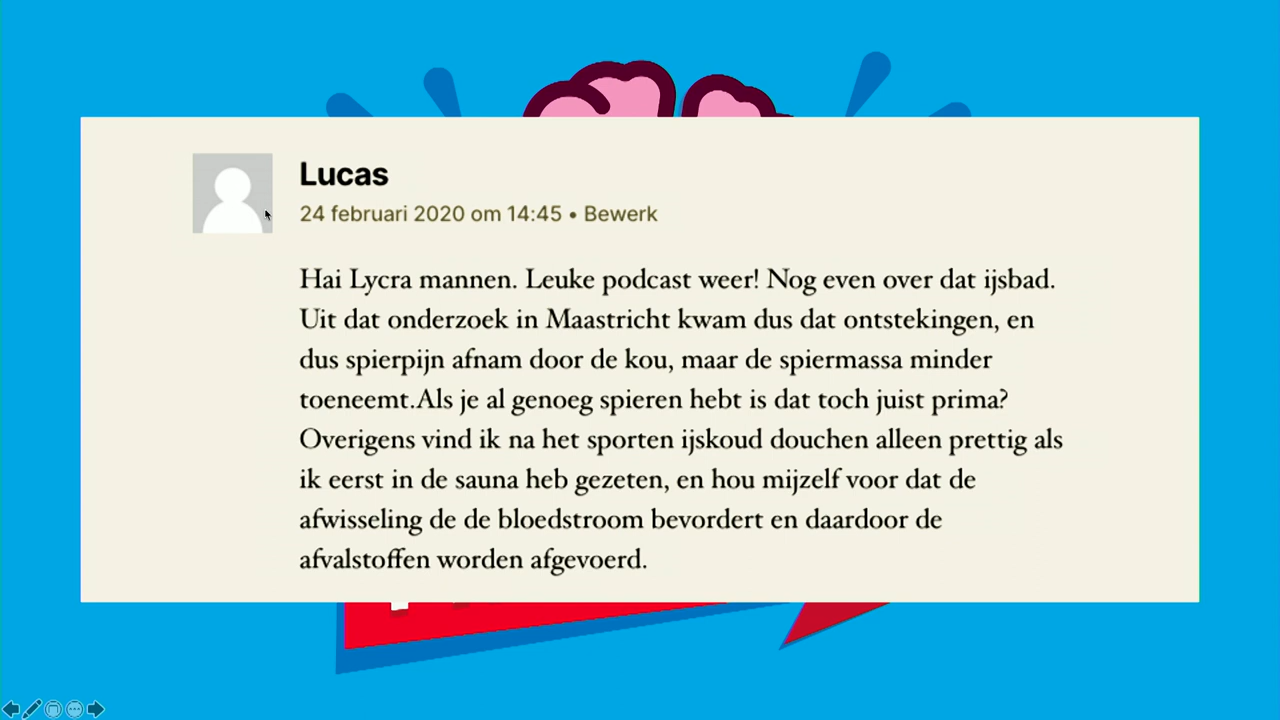 Lucas
24 februari 2020 om 14:45 • Bewerk
Hai Lycra mannen. Leuke podcast weer! Nog even over dat ijsbad.
Uit dat onderzoek in Maastricht kwam dus dat ontstekingen, en
dus spierpijn afnam door de kou, maar de spiermassa minder
toeneemt.Als je al genoeg spieren hebt is dat toch juist prima?
Overigens vind ik na het sporten ijskoud douchen alleen prettig als
ik eerst in de sauna heb gezeten, en hou mijzelf voor dat de
afwisseling de de bloedstroom bevordert en daardoor de
afvalstoffen worden afgevoerd.